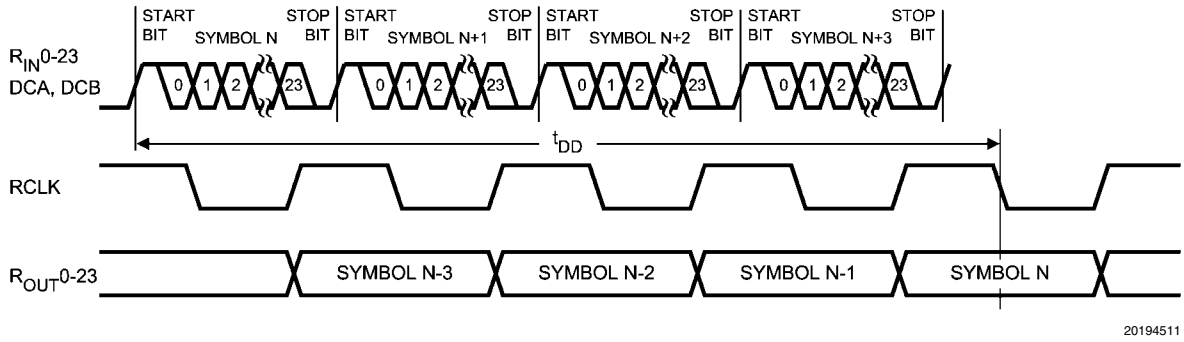 START BIT SYMBOL N STOP BIT
START BIT SYMBOL N+1 STOP BIT
START BIT SYMBOL N+2 STOP BIT
START BIT SYMBOL N+3 STOP BIT
RIN0-23
DCA, DCB
0 1 2 23
0 1 2 23
0 1 2 23
0 1 2 23
tDD
RCLK
ROUT0-23
SYMBOL N-3
SYMBOL N-2
SYMBOL N-1
SYMBOL N
20194511